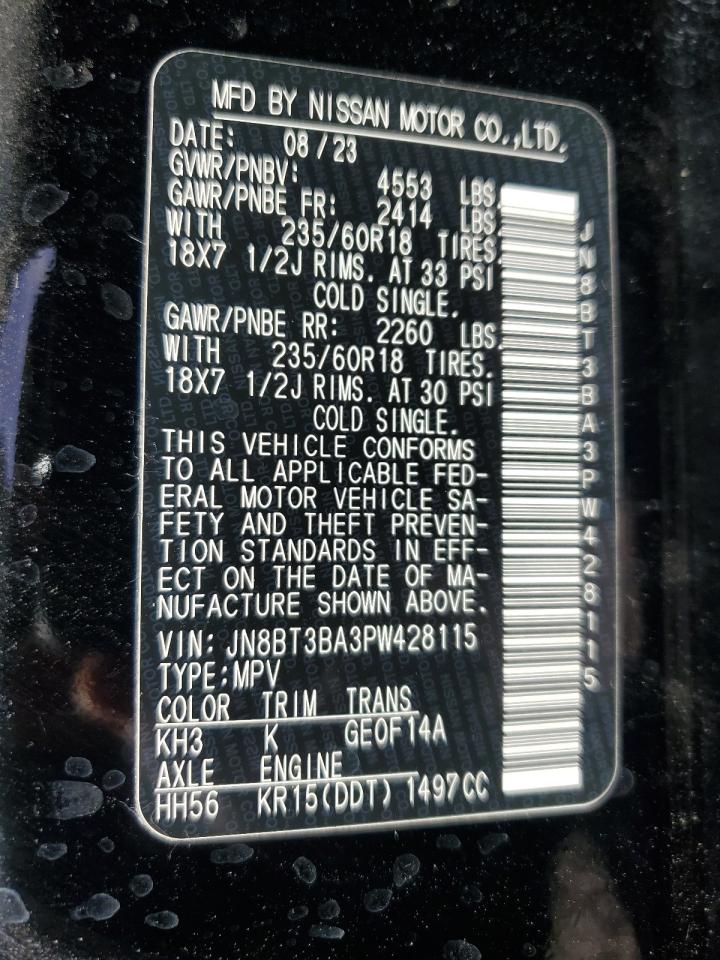 MFD BY NISSAN MOTOR CO.,LTD.
DATE: 08/23
GVWR/PNBV: 4553 LBS.
GAWR/PNBE FR: 2414 LBS.
WITH 235/60R18 TIRES.
18X7 1/2J RIMS. AT 33 PSI
COLD SINGLE.
GAWR/PNBE RR: 2260 LBS.
WITH 235/60R18 TIRES.
18X7 1/2J RIMS. AT 30 PSI
COLD SINGLE.
THIS VEHICLE CONFORMS
TO ALL APPLICABLE FED-
ERAL MOTOR VEHICLE SA-
FETY AND THEFT PREVEN-
TION STANDARDS IN EFF-
ECT ON THE DATE OF MA-
NUFACTURE SHOWN ABOVE.
VIN: JN8BT3BA3PW428115
TYPE:MPV
COLOR TRIM TRANS
KH3 K GE0F14A
AXLE ENGINE
HH56 KR15(DDT) 1497CC
JN8BT3BA3PW428115